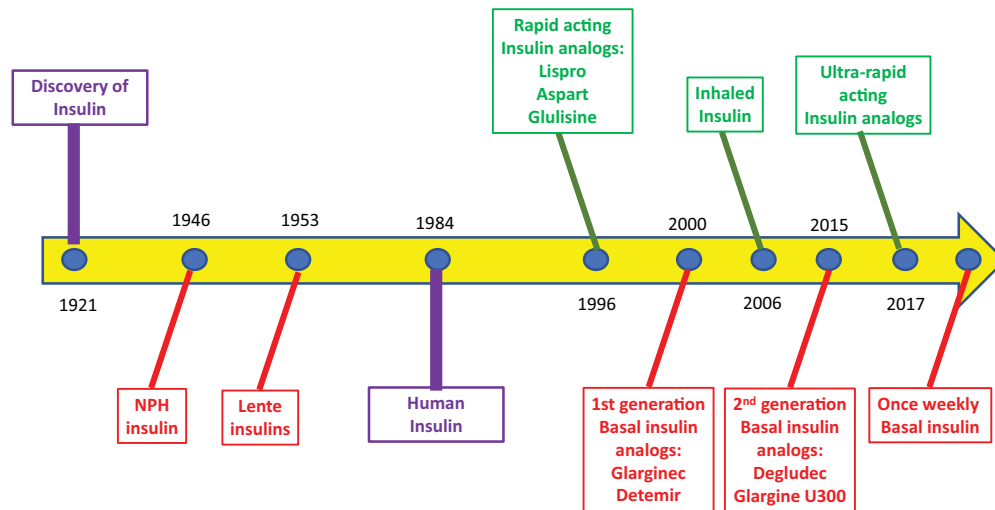 Discovery of
Insulin
Rapid acting
Insulin analogs:
Lispro
Aspart
Glulisine
Inhaled
Insulin
Ultra-rapid
acting
Insulin analogs
1946
1953
1984
2000
2015
1921
1996
2006
2017
NPH
insulin
Lente
insulins
Human
Insulin
1st generation
Basal insulin
analogs:
Glarginec
Detemir
2nd generation
Basal insulin
analogs:
Degludec
Glargine U300
Once weekly
Basal insulin